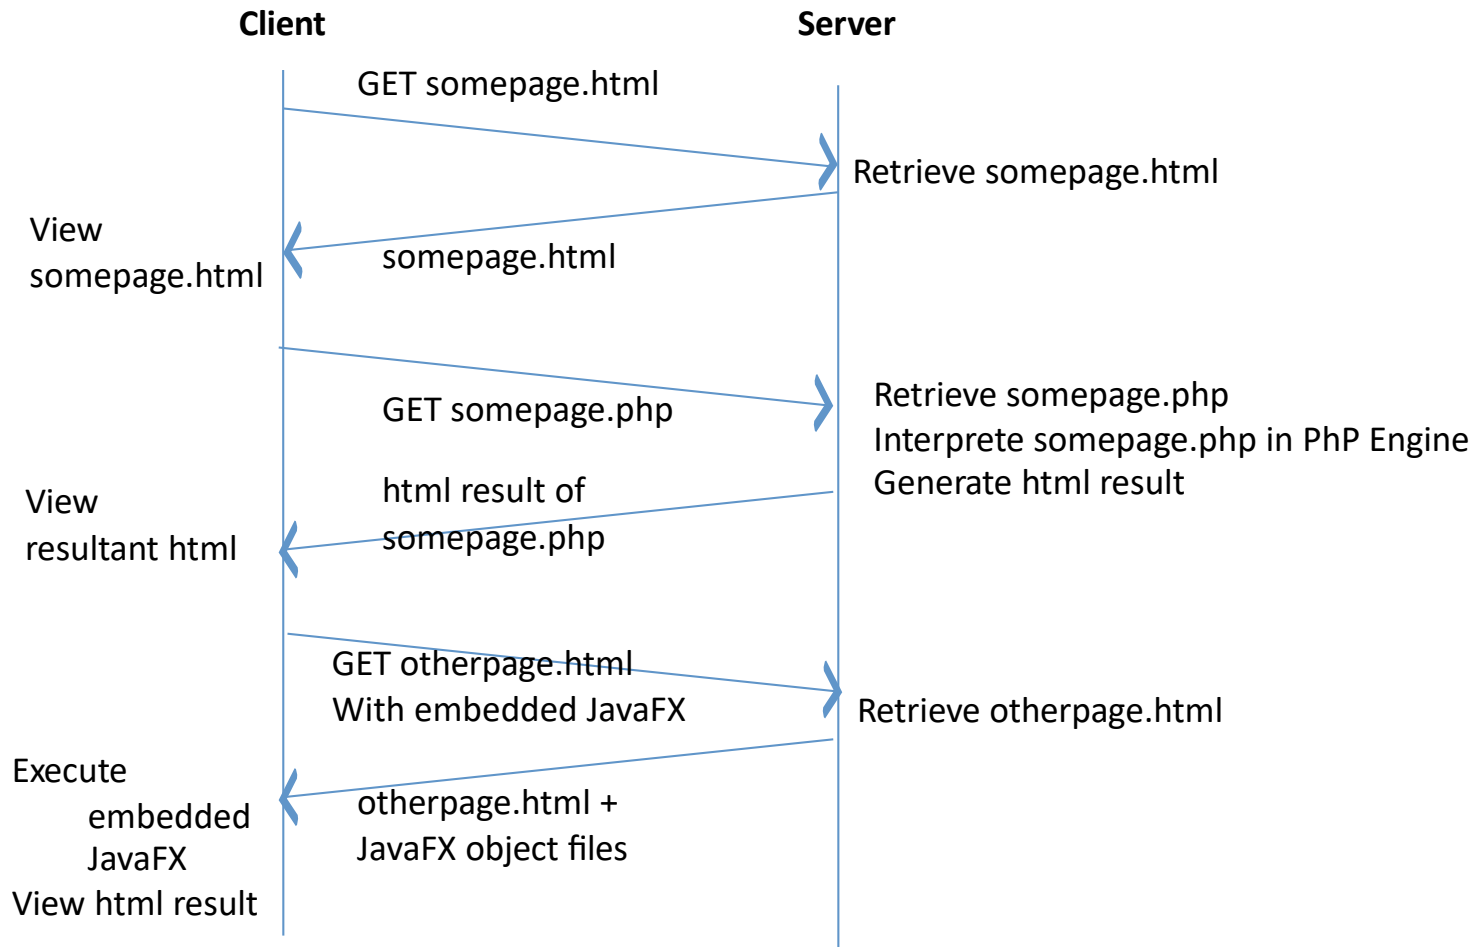 Client
Server
GET somepage.html
Retrieve somepage.html
View
somepage.html
somepage.html
GET somepage.php
Retrieve somepage.php
Interprete somepage.php in PhP Engine
Generate html result
View
resultant html
html result of
somepage.php
GET otherpage.html
With embedded JavaFX
Retrieve otherpage.html
Execute
embedded
JavaFX
View html result
otherpage.html +
JavaFX object files